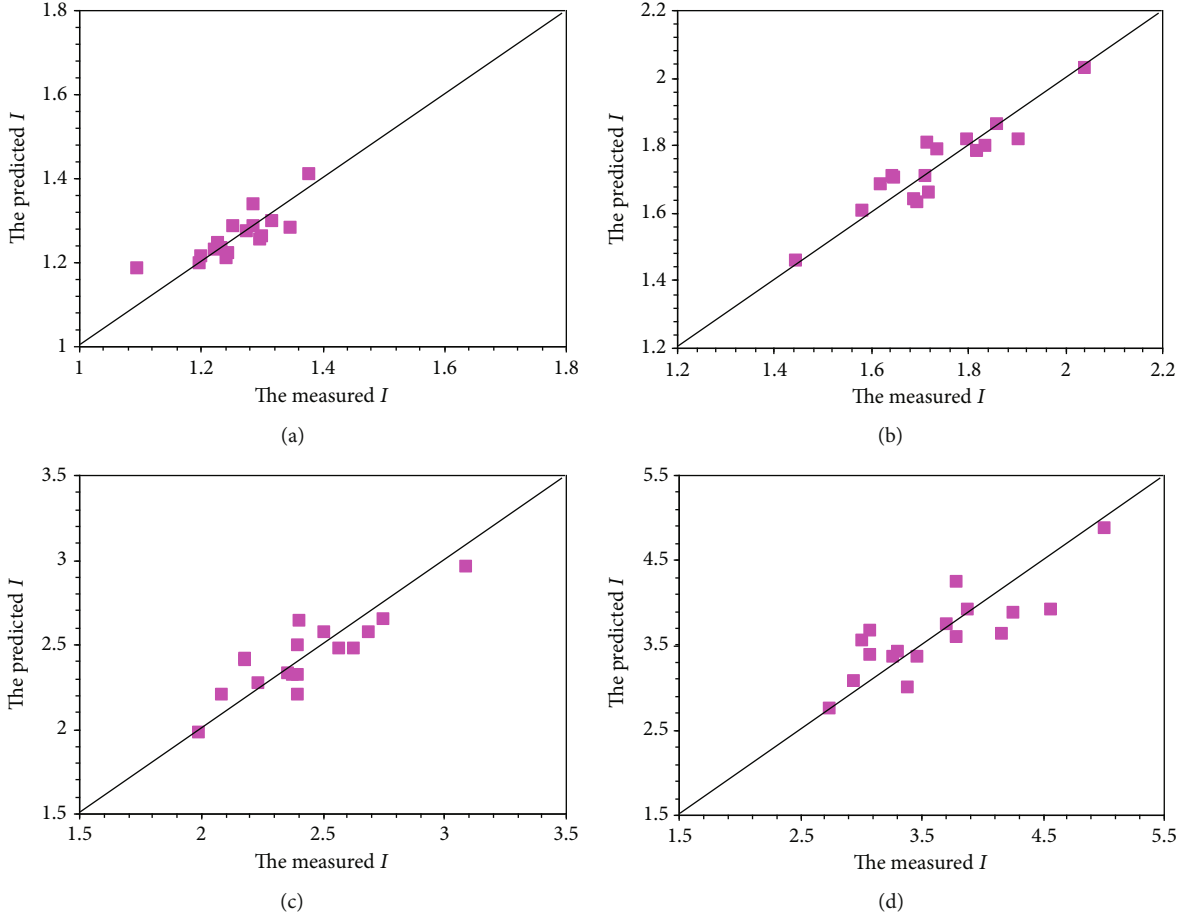 The predicted I
1.8
1.6
1.4
1.2
1
1 1.2 1.4 1.6 1.8
The measured I
(a)
The predicted I
2.2
2
1.8
1.6
1.4
1.2
1.2 1.4 1.6 1.8 2 2.2
The measured I
(b)
The predicted I
3.5
3
2.5
2
1.5
1.5 2 2.5 3 3.5
The measured I
(c)
The predicted I
5.5
4.5
3.5
2.5
1.5
1.5 2.5 3.5 4.5 5.5
The measured I
(d)